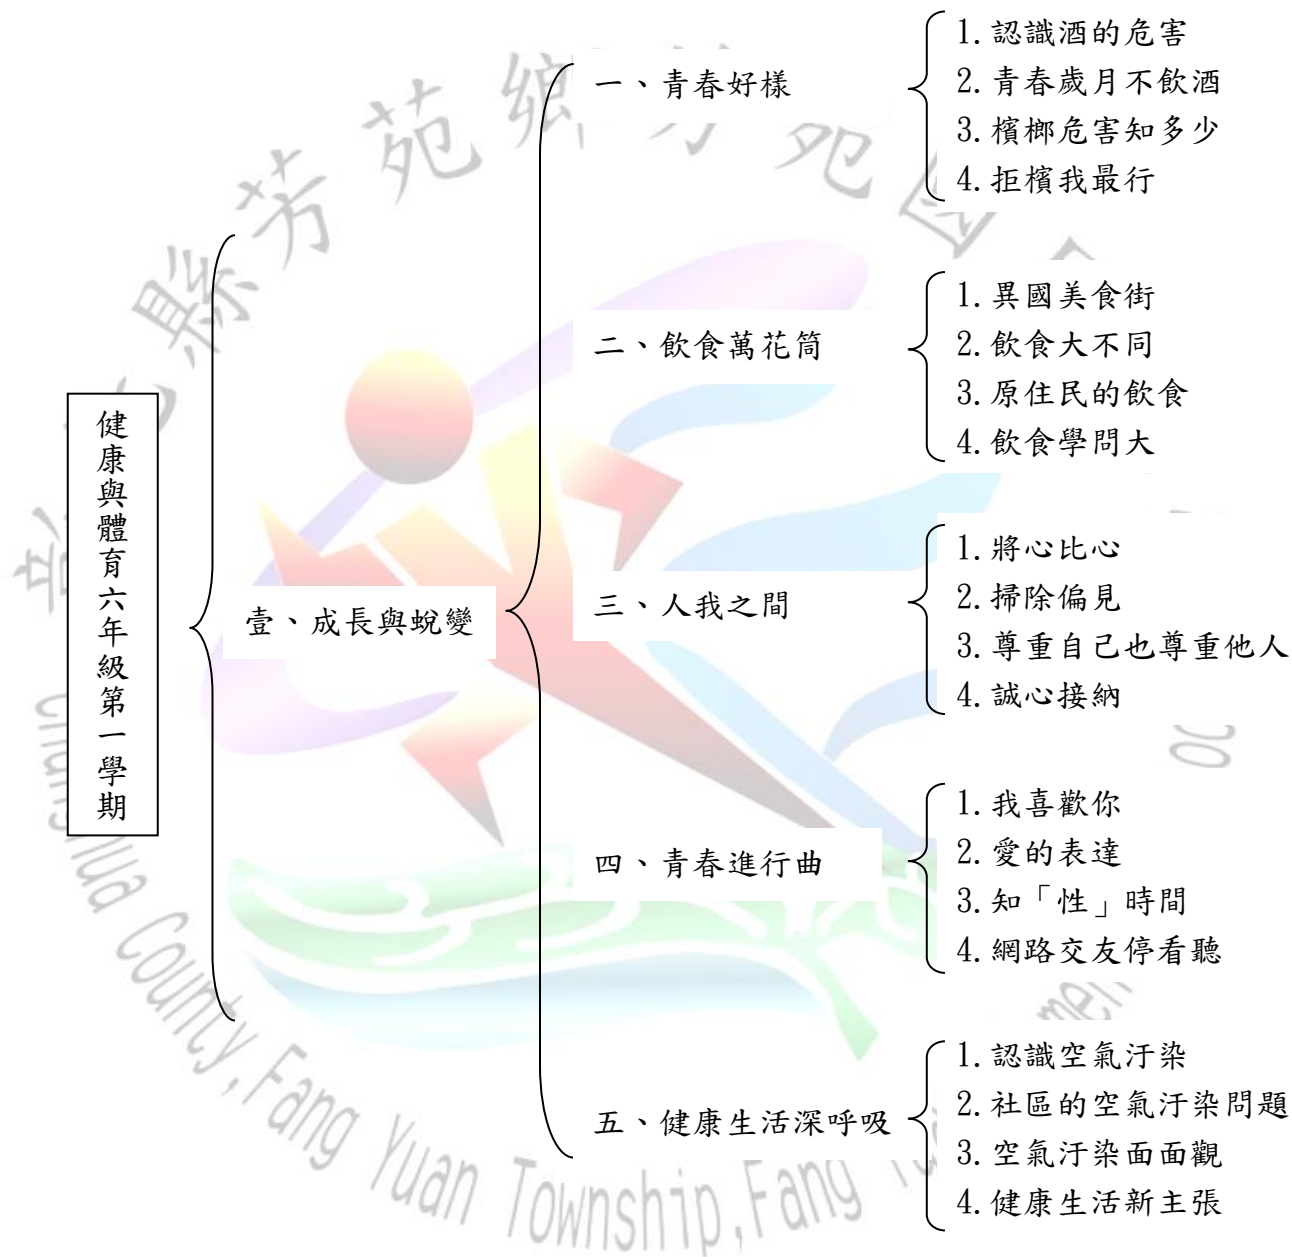 健康與體育六年級第一學期
壹、成長與蛻變
一、青春好樣
1.認識酒的危害
2.青春歲月不飲酒
3.檳榔危害知多少
4.拒檳我最行
二、飲食萬花筒
1.異國美食街
2.飲食大不同
3.原住民的飲食
4.飲食學問大
三、人我之間
1.將心比心
2.掃除偏見
3.尊重自己也尊重他人
4.誠心接納
四、青春進行曲
1.我喜歡你
2.愛的表達
3.知「性」時間
4.網路交友停看聽
五、健康生活深呼吸
1.認識空氣汙染
2.社區的空氣汙染問題
3.空氣汙染面面觀
4.健康生活新主張
縣芳苑鄉芳苑國
County, Fang Yuan Township, Fang